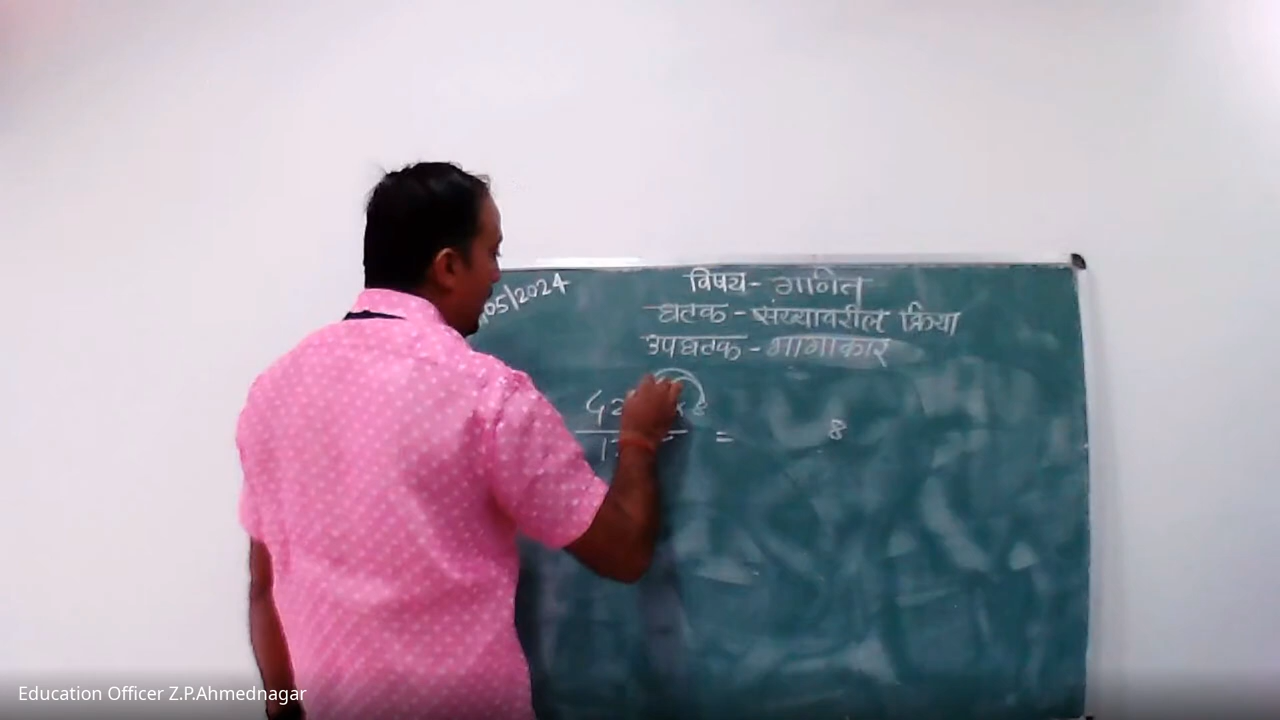 05|2024
विषय - गणित
घटक - संख्यावरील क्रिया
उपघटक - भागाकार
= 8
Education Officer Z.P.Ahmednagar